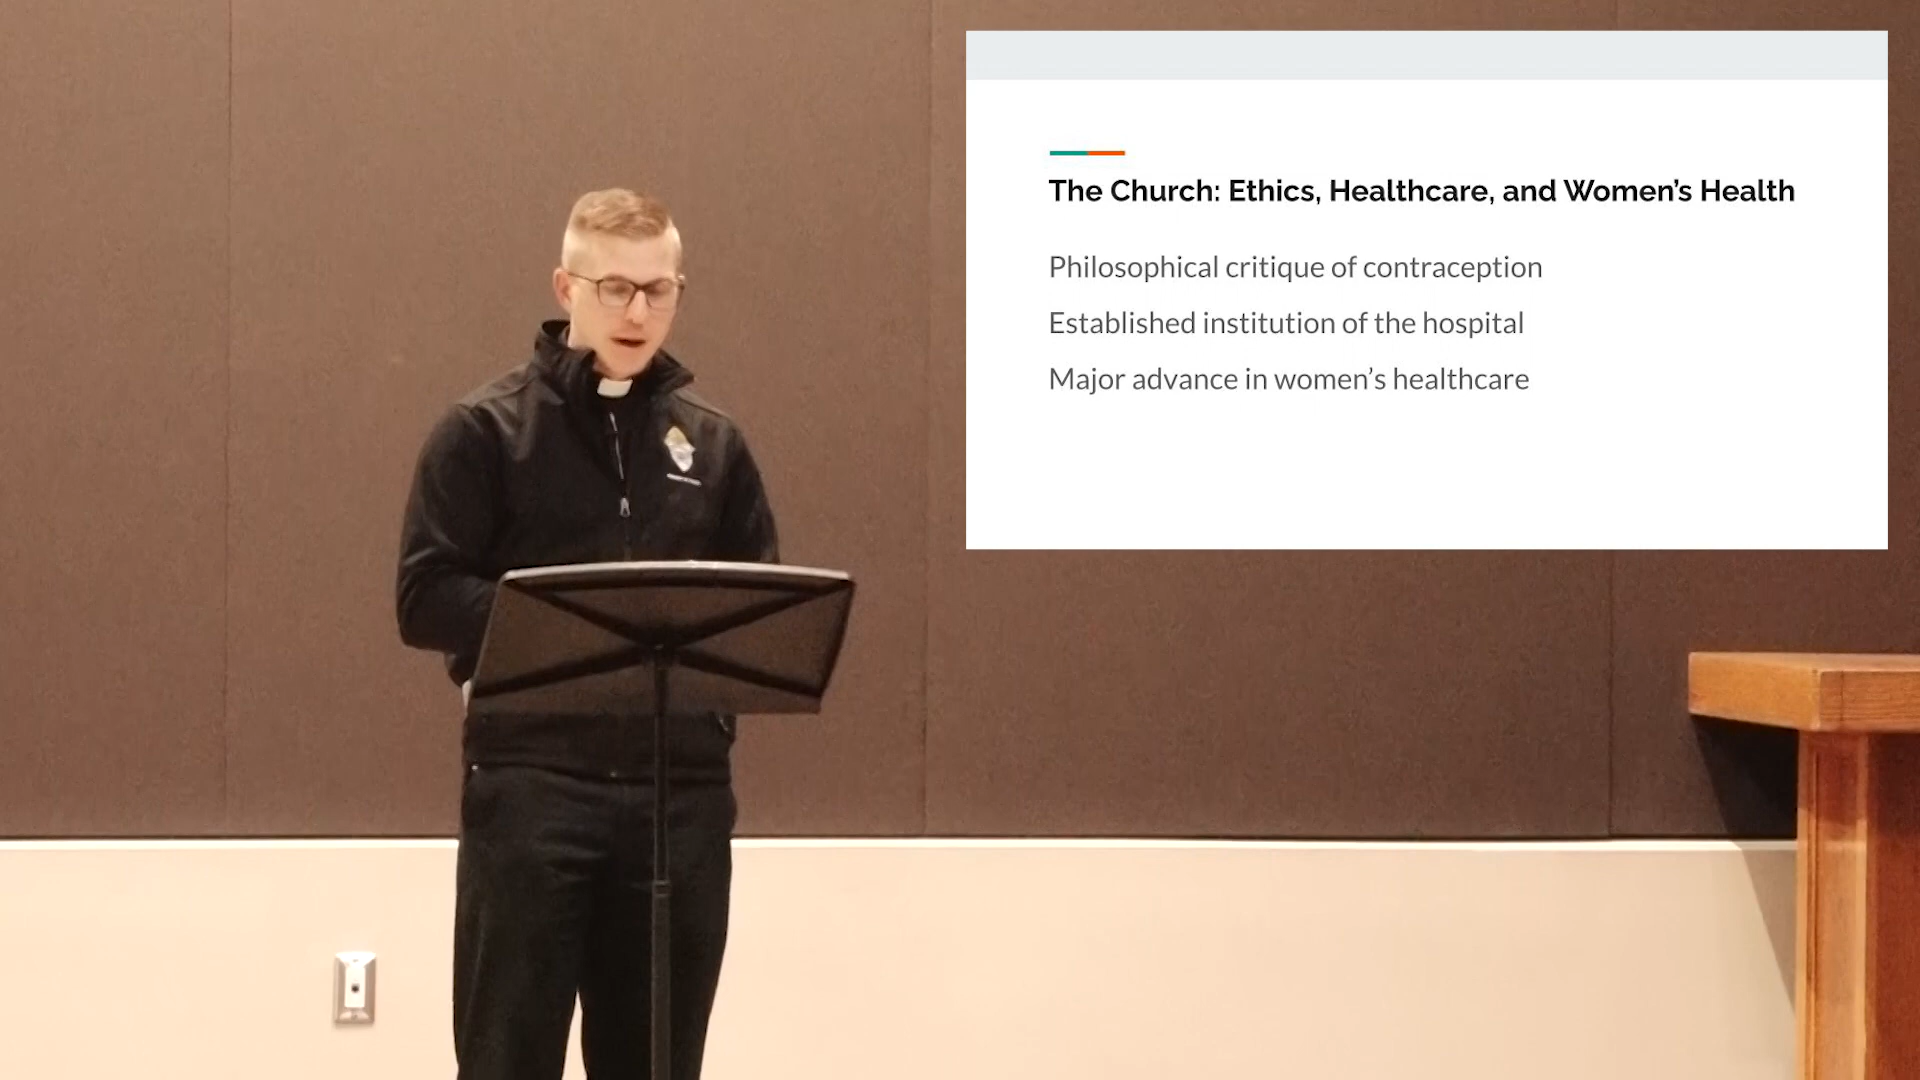 The Church: Ethics, Healthcare, and Women’s Health
Philosophical critique of contraception
Established institution of the hospital
Major advance in women’s healthcare